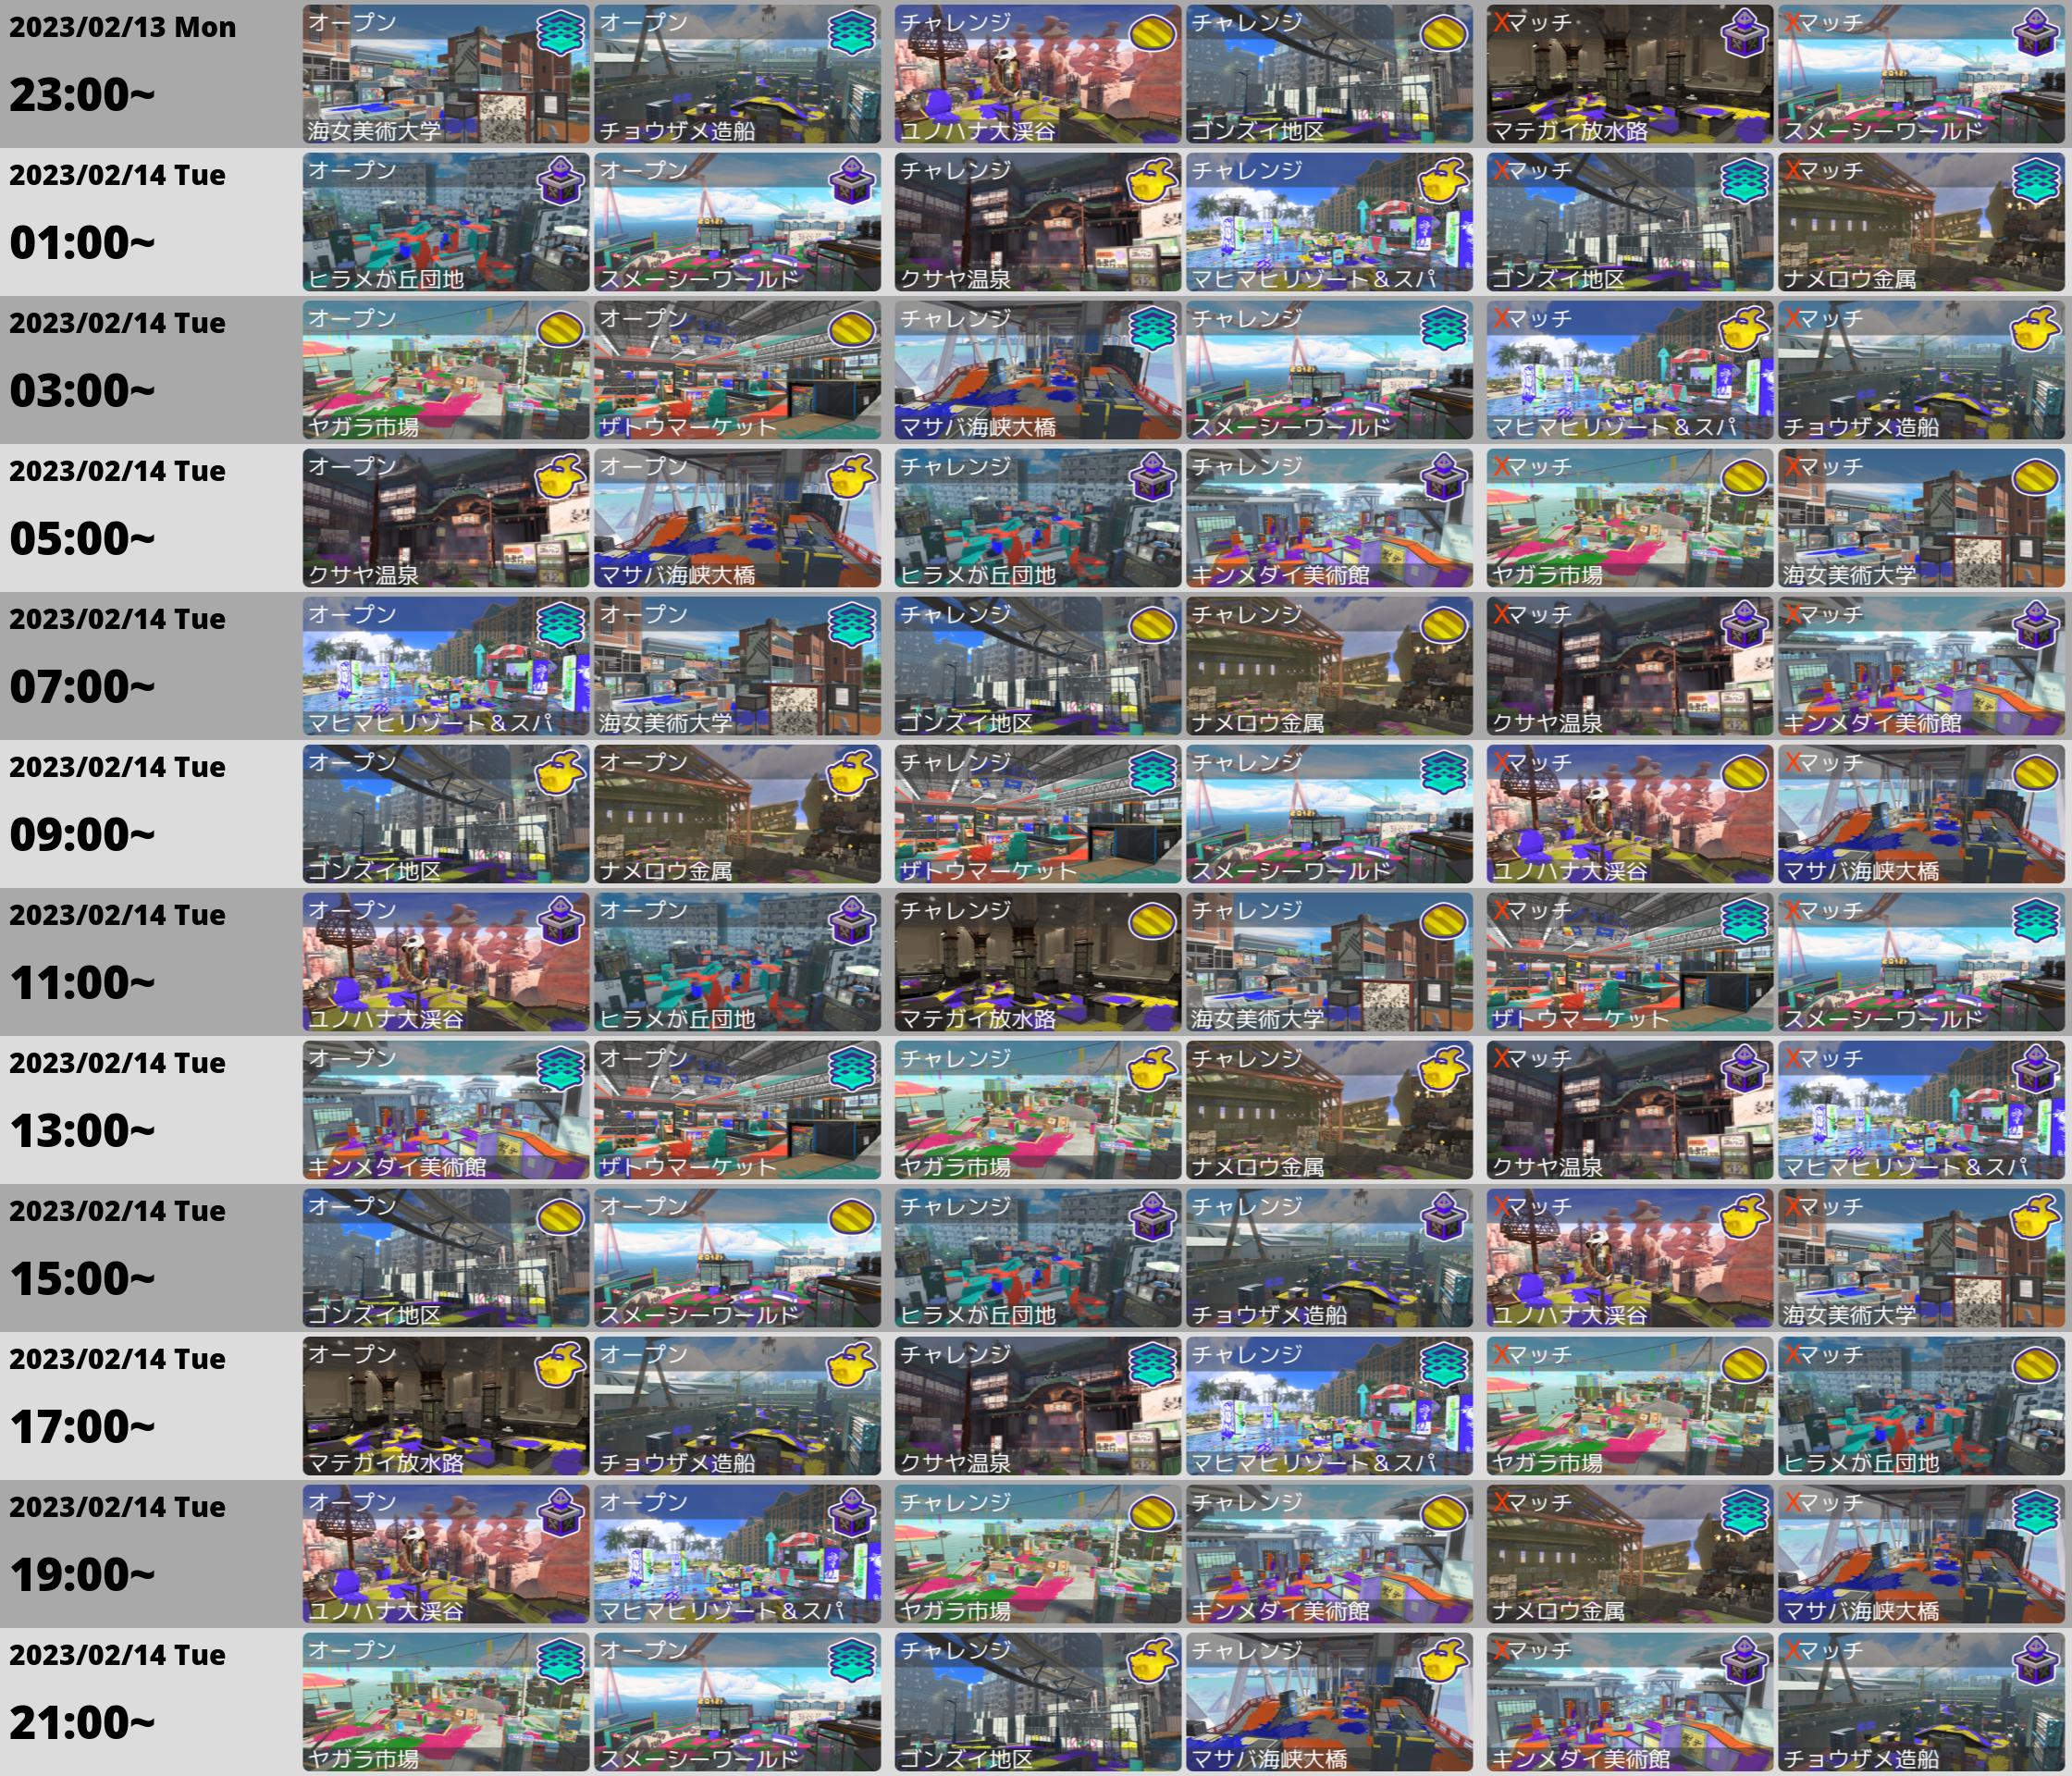 2023/02/13 Mon
23:00~
オープン オープン チャレンジ チャレンジ Xマッチ Xマッチ
海女美術大学 チョウザメ造船 ユノハナ大渓谷 ゴンズイ地区 マテガイ放水路 スメーシーワールド
2023/02/14 Tue
01:00~
オープン オープン チャレンジ チャレンジ Xマッチ Xマッチ
ヒラメが丘団地 スメーシーワールド クサヤ温泉 マヒマヒリゾート&スパ ゴンズイ地区 ナメロウ金属
2023/02/14 Tue
03:00~
オープン オープン チャレンジ チャレンジ Xマッチ Xマッチ
ヤガラ市場 ザトウマーケット マサバ海峡大橋 スメーシーワールド マヒマヒリゾート&スパ チョウザメ造船
2023/02/14 Tue
05:00~
オープン オープン チャレンジ チャレンジ Xマッチ Xマッチ
クサヤ温泉 マサバ海峡大橋 ヒラメが丘団地 キンメダイ美術館 ヤガラ市場 海女美術大学
2023/02/14 Tue
07:00~
オープン オープン チャレンジ チャレンジ Xマッチ Xマッチ
マヒマヒリゾート&スパ 海女美術大学 ゴンズイ地区 ナメロウ金属 クサヤ温泉 キンメダイ美術館
2023/02/14 Tue
09:00~
オープン オープン チャレンジ チャレンジ Xマッチ Xマッチ
ゴンズイ地区 ナメロウ金属 ザトウマーケット スメーシーワールド ユノハナ大渓谷 マサバ海峡大橋
2023/02/14 Tue
11:00~
オープン オープン チャレンジ チャレンジ Xマッチ Xマッチ
ユノハナ大渓谷 ヒラメが丘団地 マテガイ放水路 海女美術大学 ザトウマーケット スメーシーワールド
2023/02/14 Tue
13:00~
オープン オープン チャレンジ チャレンジ Xマッチ Xマッチ
キンメダイ美術館 ザトウマーケット ヤガラ市場 ナメロウ金属 クサヤ温泉 マヒマヒリゾート&スパ
2023/02/14 Tue
15:00~
オープン オープン チャレンジ チャレンジ Xマッチ Xマッチ
ゴンズイ地区 スメーシーワールド ヒラメが丘団地 チョウザメ造船 ユノハナ大渓谷 海女美術大学
2023/02/14 Tue
17:00~
オープン オープン チャレンジ チャレンジ Xマッチ Xマッチ
マテガイ放水路 チョウザメ造船 クサヤ温泉 マヒマヒリゾート&スパ ヤガラ市場 ヒラメが丘団地
2023/02/14 Tue
19:00~
オープン オープン チャレンジ チャレンジ Xマッチ Xマッチ
ユノハナ大渓谷 マヒマヒリゾート&スパ ヤガラ市場 キンメダイ美術館 ナメロウ金属 マサバ海峡大橋
2023/02/14 Tue
21:00~
オープン オープン チャレンジ チャレンジ Xマッチ Xマッチ
ヤガラ市場 スメーシーワールド ゴンズイ地区 マサバ海峡大橋 キンメダイ美術館 チョウザメ造船